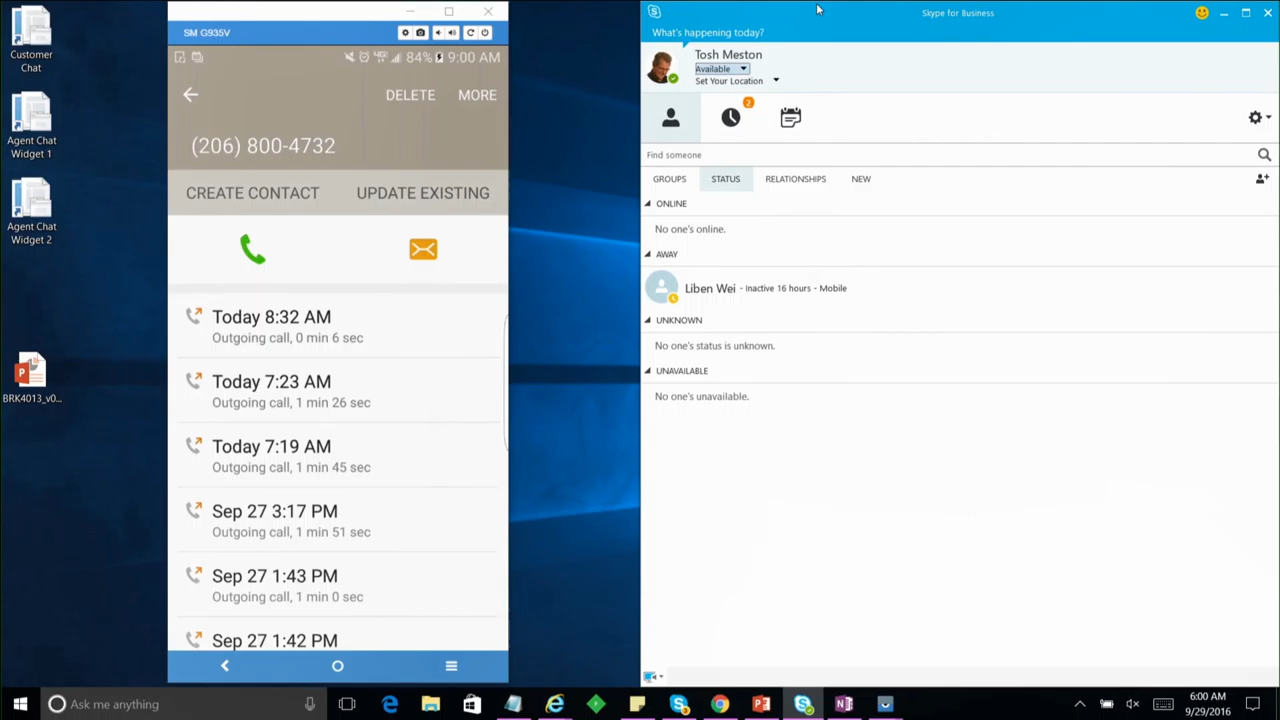 Customer
Chat
Agent Chat
Widget 1
Agent Chat
Widget 2
BRK4013_v0...
SM G935V
84% 9:00 AM
DELETE MORE
(206) 800-4732
CREATE CONTACT UPDATE EXISTING
Today 8:32 AM
Outgoing call, 0 min 6 sec
Today 7:23 AM
Outgoing call, 1 min 26 sec
Today 7:19 AM
Outgoing call, 1 min 45 sec
Sep 27 3:17 PM
Outgoing call, 1 min 51 sec
Sep 27 1:43 PM
Outgoing call, 1 min 0 sec
Sep 27 1:42 PM
Skype for Business
What's happening today?
Tosh Meston
Available
Set Your Location
2
Find someone
GROUPS STATUS RELATIONSHIPS NEW
ONLINE
No one's online.
AWAY
Liben Wei - Inactive 16 hours - Mobile
UNKNOWN
No one's status is unknown.
UNAVAILABLE
No one's unavailable.
Ask me anything
6:00 AM
9/29/2016